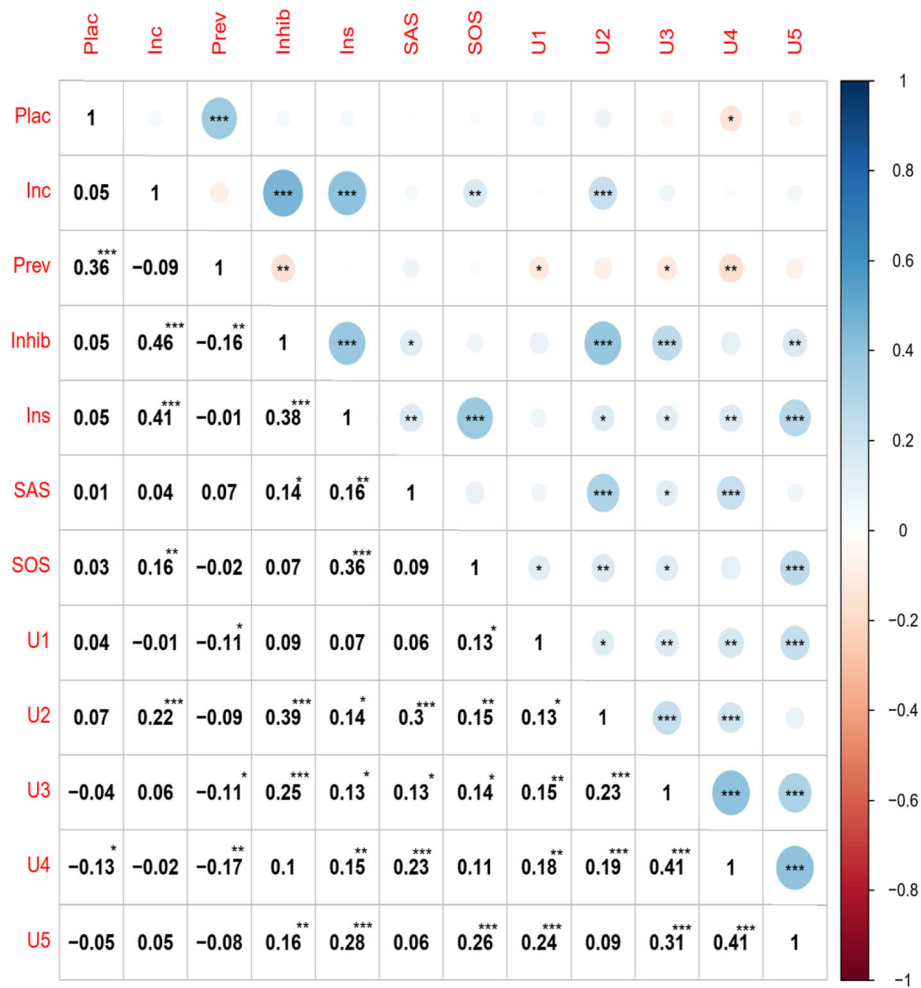 Plac Inc Prev Inhib Ins SAS SOS U1 U2 U3 U4 U5
Plac 1 *** * 1
Inc 0.05 1 *** *** ** *** 0.8
Prev 0.36*** −0.09 1 ** * * ** 0.6
Inhib 0.05 0.46*** −0.16** 1 *** * *** *** ** 0.4
Ins 0.05 0.41*** −0.01 0.38*** 1 ** *** * * ** *** 0.2
SAS 0.01 0.04 0.07 0.14* 0.16** 1 *** * *** 0
SOS 0.03 0.16** −0.02 0.07 0.36*** 0.09 1 * ** * ***
U1 0.04 −0.01 −0.11* 0.09 0.07 0.06 0.13* 1 * ** ** *** −0.2
U2 0.07 0.22*** −0.09 0.39*** 0.14* 0.3*** 0.15** 0.13* 1 *** *** −0.4
U3 −0.04 0.06 −0.11* 0.25*** 0.13* 0.13* 0.14* 0.15** 0.23*** 1 *** *** −0.6
U4 −0.13* −0.02 −0.17** 0.1 0.15** 0.23*** 0.11 0.18** 0.19*** 0.41*** 1 *** −0.8
U5 −0.05 0.05 −0.08 0.16** 0.28*** 0.06 0.26*** 0.24*** 0.09 0.31*** 0.41*** 1 −1